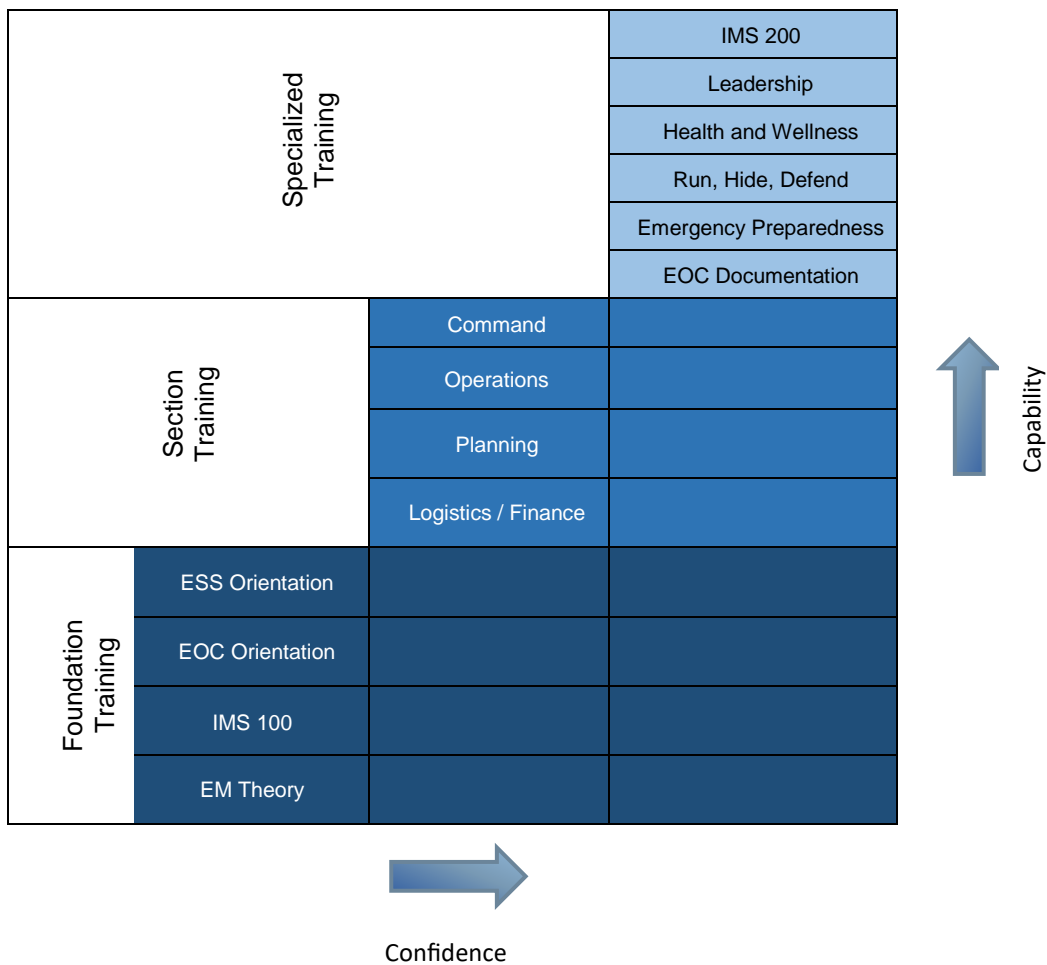 IMS 200
Leadership
Health and Wellness
Run, Hide, Defend
Emergency Preparedness
EOC Documentation
Specialized
Training
Command
Operations
Planning
Logistics / Finance
Section
Training
ESS Orientation
EOC Orientation
IMS 100
EM Theory
Foundation
Training
Capability
Confidence